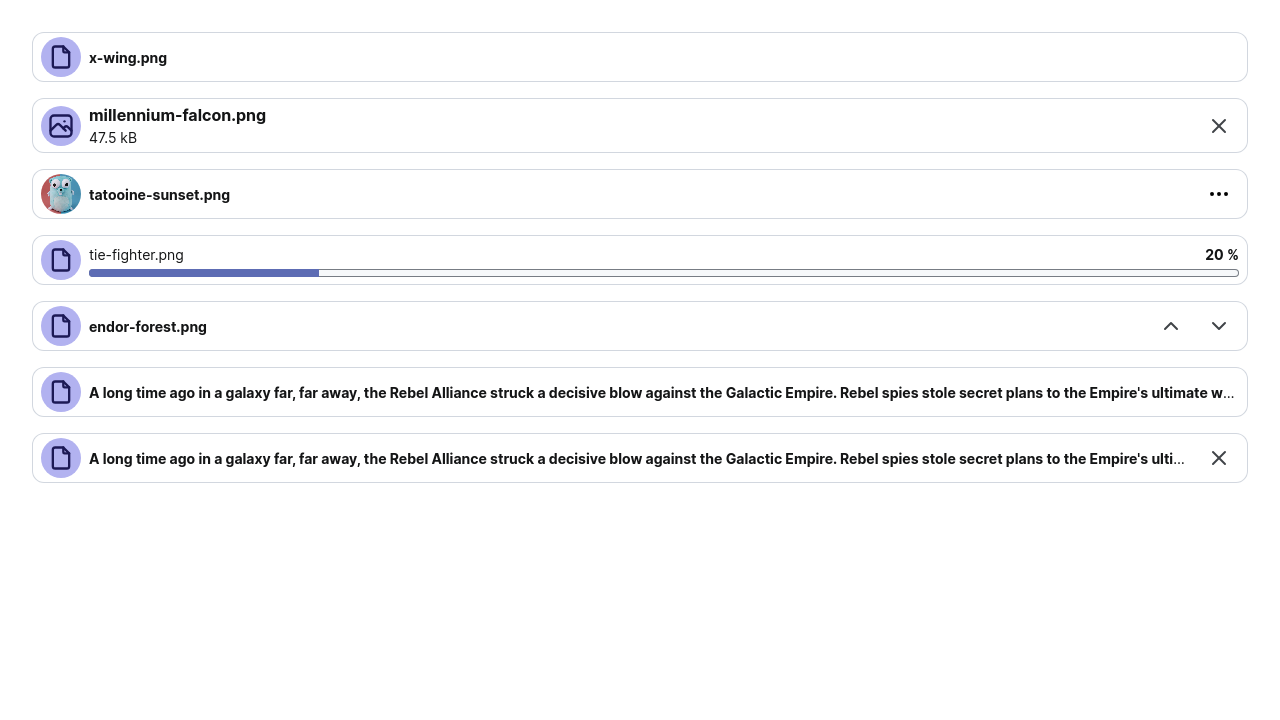 x-wing.png
millennium-falcon.png
47.5 kB
tatooine-sunset.png
tie-fighter.png 20 %
endor-forest.png
A long time ago in a galaxy far, far away, the Rebel Alliance struck a decisive blow against the Galactic Empire. Rebel spies stole secret plans to the Empire's ultimate w...
A long time ago in a galaxy far, far away, the Rebel Alliance struck a decisive blow against the Galactic Empire. Rebel spies stole secret plans to the Empire's ulti...